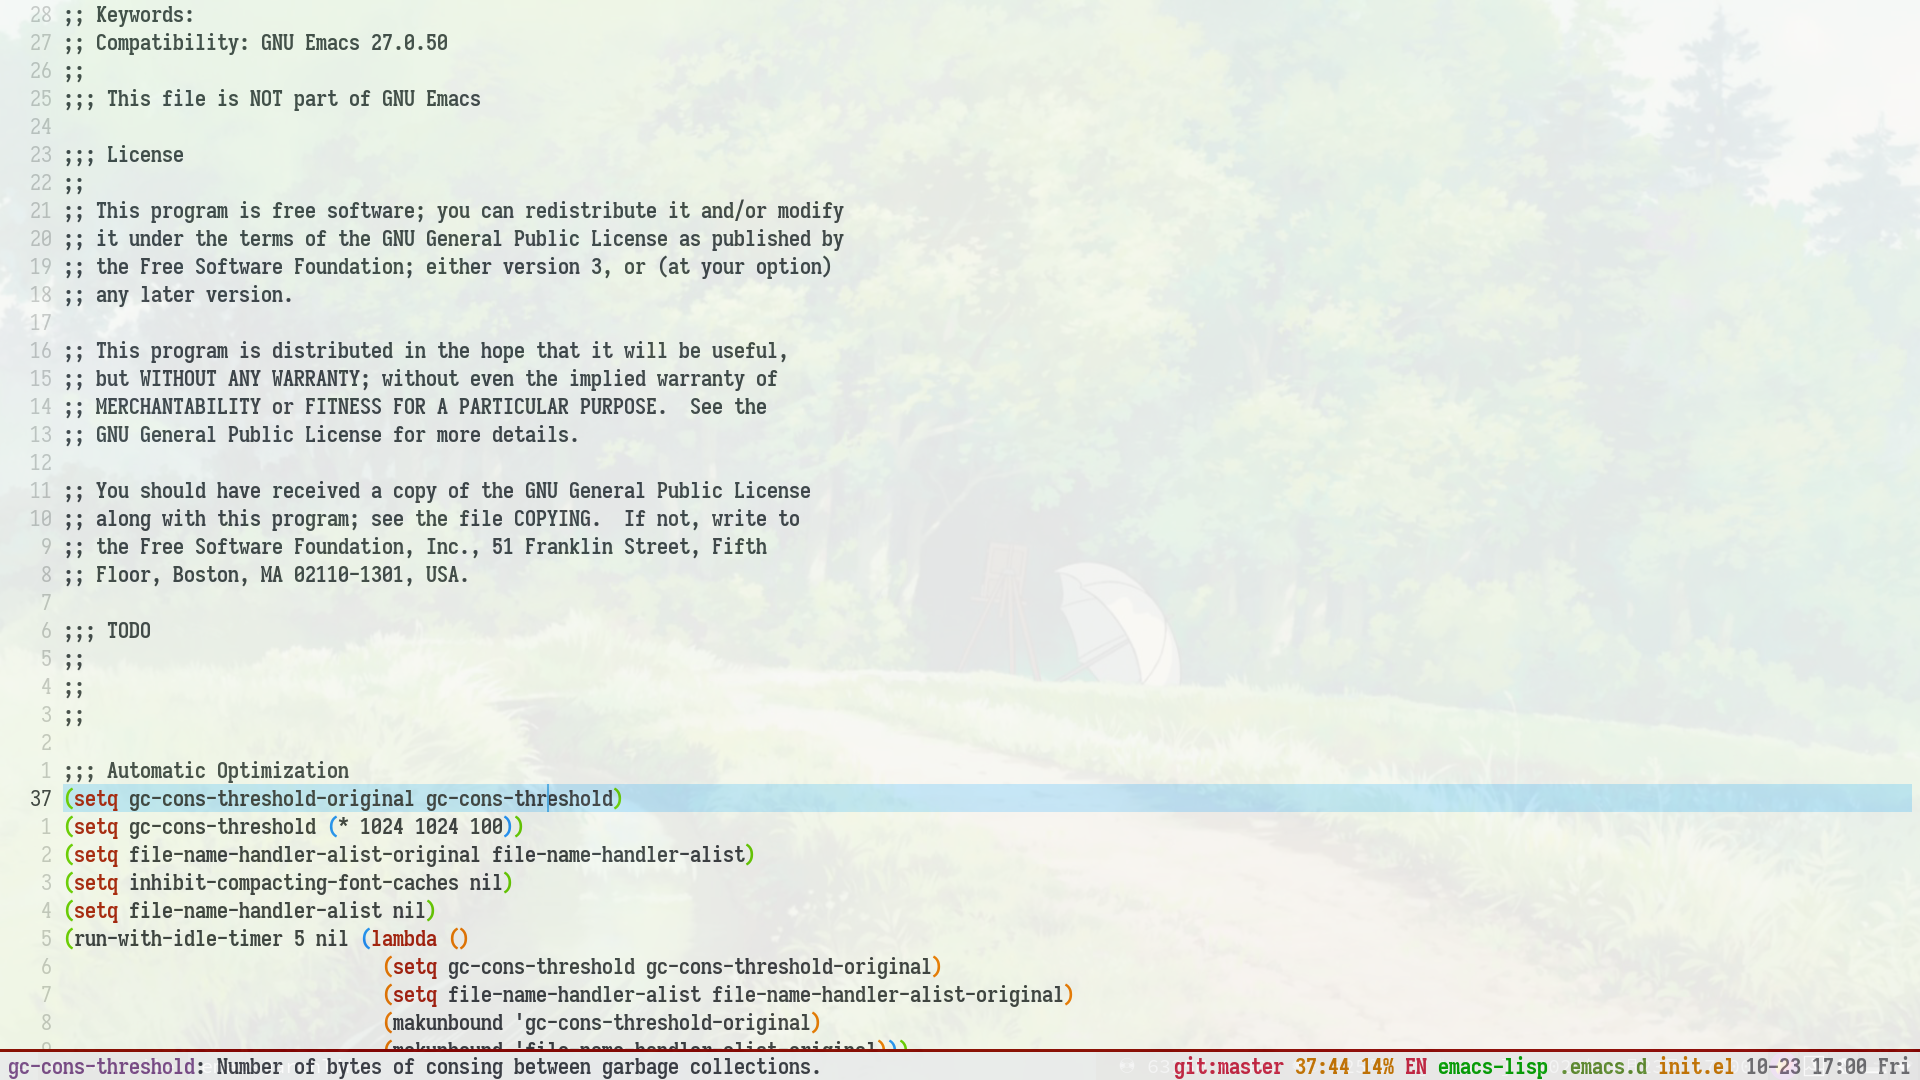 28 ;; Keywords:
27 ;; Compatibility: GNU Emacs 27.0.50
26 ;;
25 ;;; This file is NOT part of GNU Emacs
24
23 ;;; License
22 ;;
21 ;; This program is free software; you can redistribute it and/or modify
20 ;; it under the terms of the GNU General Public License as published by
19 ;; the Free Software Foundation; either version 3, or (at your option)
18 ;; any later version.
17
16 ;; This program is distributed in the hope that it will be useful,
15 ;; but WITHOUT ANY WARRANTY; without even the implied warranty of
14 ;; MERCHANTABILITY or FITNESS FOR A PARTICULAR PURPOSE.  See the
13 ;; GNU General Public License for more details.
12
11 ;; You should have received a copy of the GNU General Public License
10 ;; along with this program; see the file COPYING.  If not, write to
9 ;; the Free Software Foundation, Inc., 51 Franklin Street, Fifth
8 ;; Floor, Boston, MA 02110-1301, USA.
7
6 ;;; TODO
5 ;;
4 ;;
3 ;;
2
1 ;;; Automatic Optimization
37 (setq gc-cons-threshold-original gc-cons-threshold)
1 (setq gc-cons-threshold (* 1024 1024 100))
2 (setq file-name-handler-alist-original file-name-handler-alist)
3 (setq inhibit-compacting-font-caches nil)
4 (setq file-name-handler-alist nil)
5 (run-with-idle-timer 5 nil (lambda ()
6                              (setq gc-cons-threshold gc-cons-threshold-original)
7                              (setq file-name-handler-alist file-name-handler-alist-original)
8                              (makunbound 'gc-cons-threshold-original)
9                              (makunbound 'file-name-handler-alist-original)))
gc-cons-threshold: Number of bytes of consing between garbage collections. git:master 37:44 14% EN emacs-lisp .emacs.d init.el 10-23 17:00 Fri